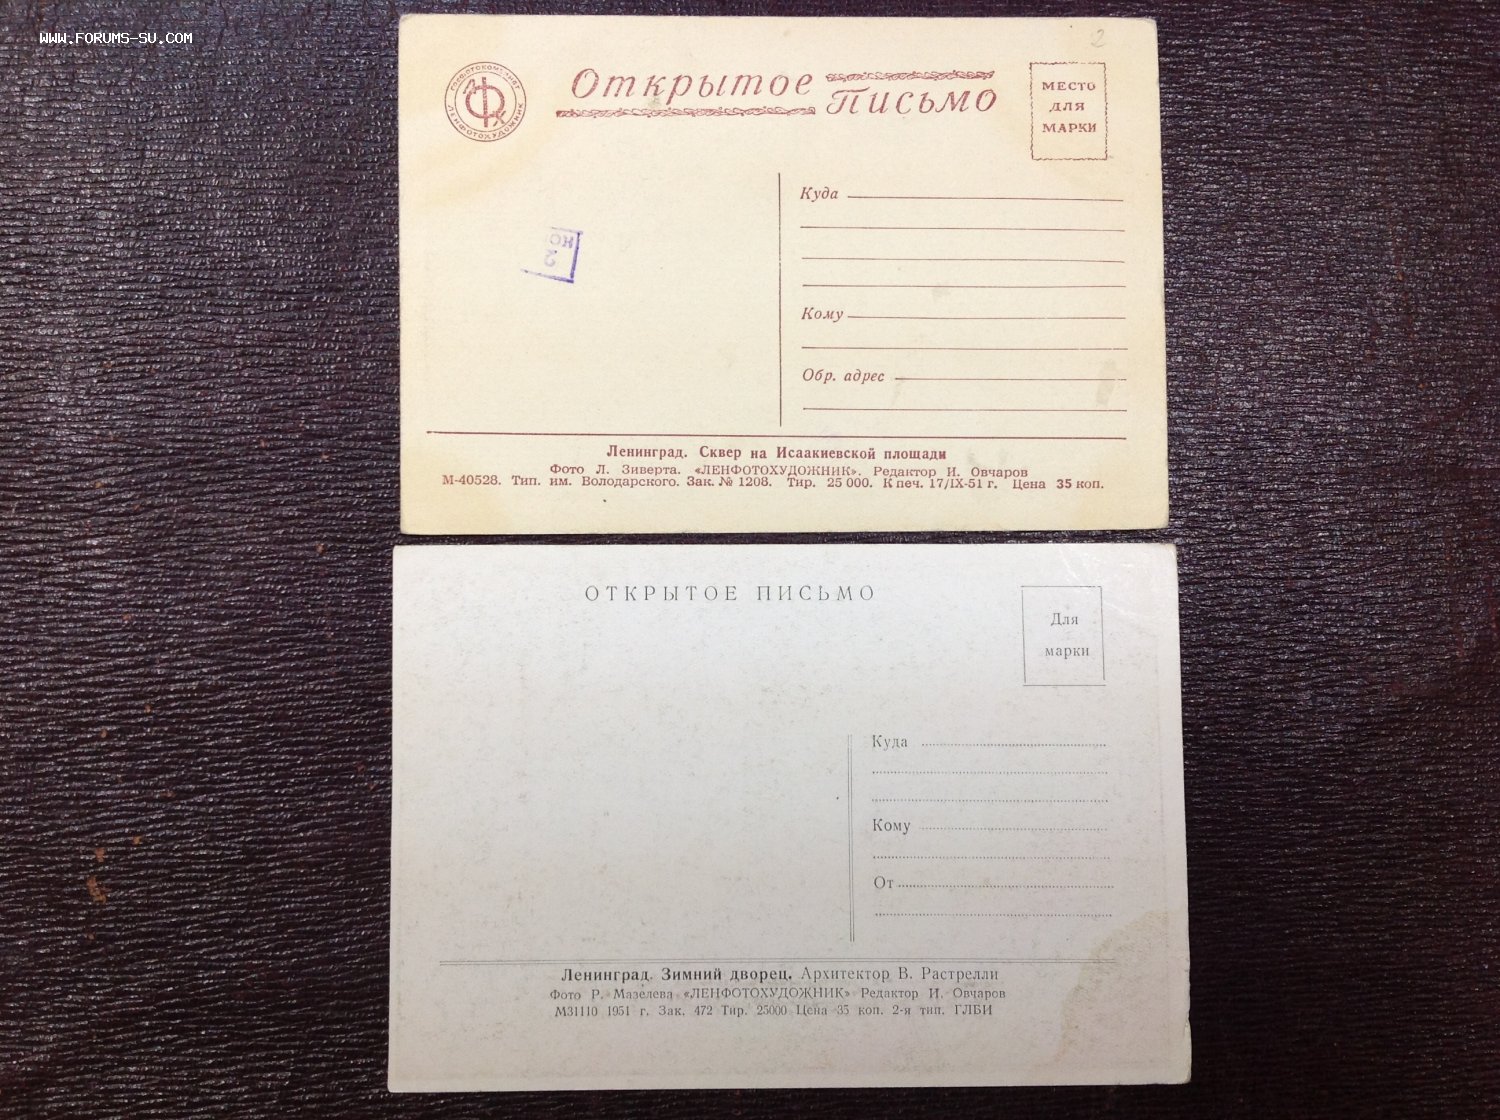 WWW.FORUMS-SU.COM
2
ГОСФОТОКОМБИНАТ
ЛЕНФОТОХУДОЖНИК
Открытое
письмо
МЕСТО
ДЛЯ
МАРКИ
Куда
Кому
Обр. адрес
Ленинград. Сквер на Исаакиевской площади
Фото Л. Зиверта. «ЛЕНФОТОХУДОЖНИК». Редактор И. Овчаров
М-40528. Тип. им. Володарского. Зак. № 1208. Тир. 25 000. К печ. 17/IX-51 г. Цена 35 коп.
ОТКРЫТОЕ ПИСЬМО
Для
марки
Куда
Кому
От
Ленинград. Зимний дворец. Архитектор В. Растрелли
Фото Р. Мазелева «ЛЕНФОТОХУДОЖНИК» Редактор И. Овчаров
М31110 1951 г. Зак. 472 Тир. 25000 Цена 35 коп. 2-я тип. ГЛБИ